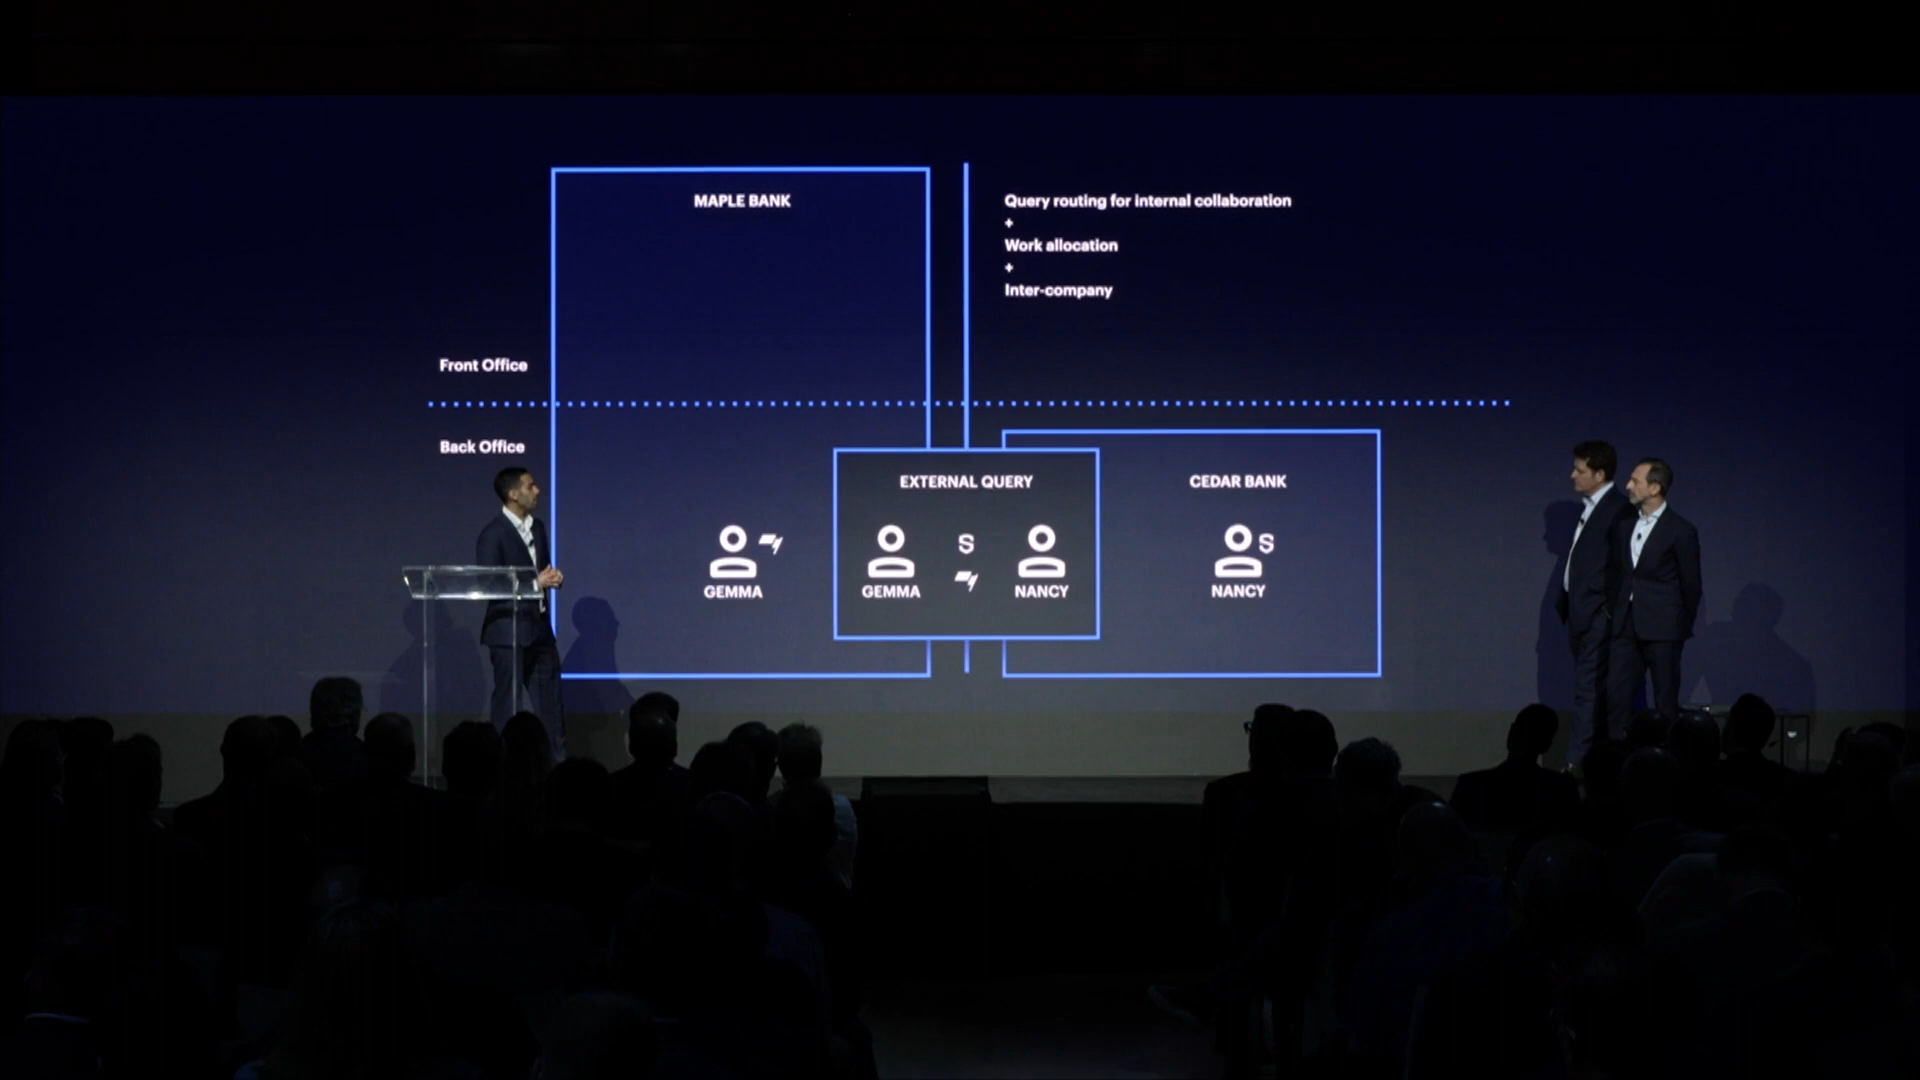 MAPLE BANK
Query routing for internal collaboration
+
Work allocation
+
Inter-company
Front Office
Back Office
EXTERNAL QUERY
CEDAR BANK
S
S
GEMMA
GEMMA
NANCY
NANCY